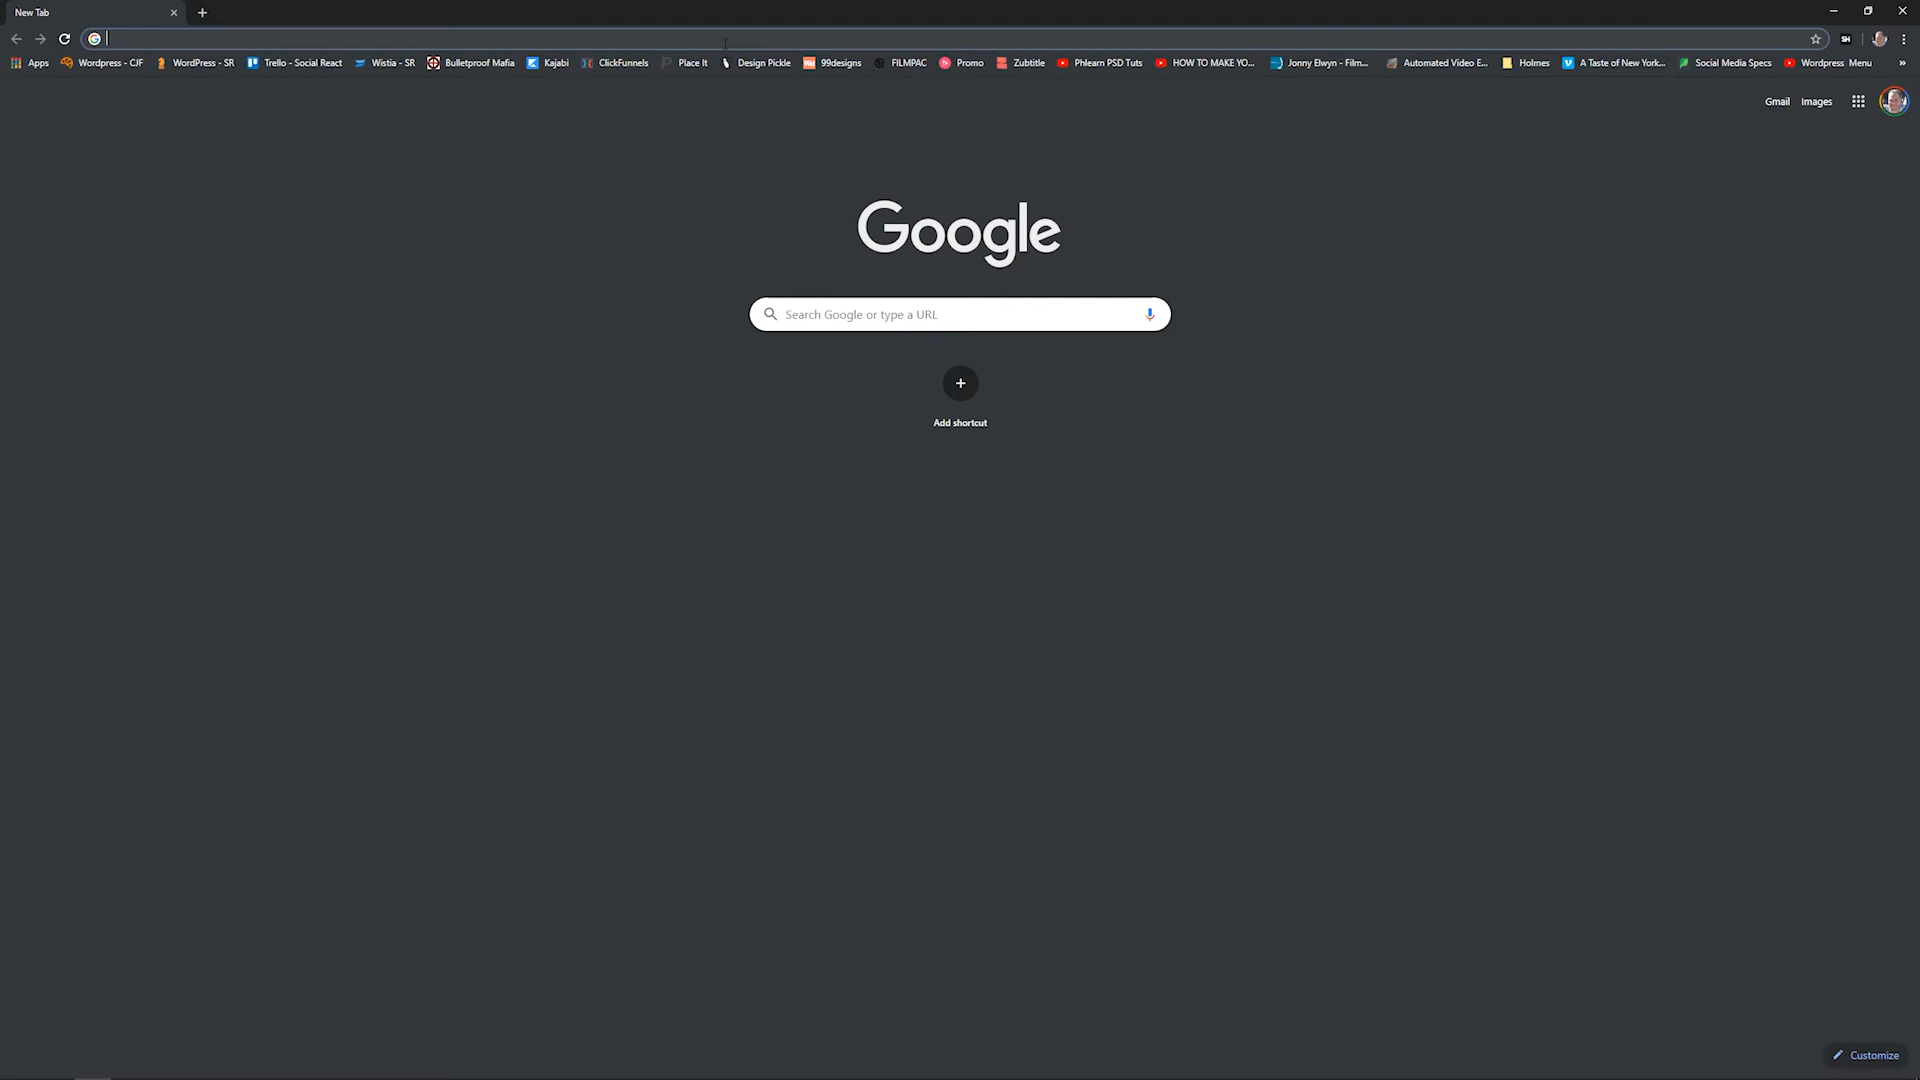 New Tab
Apps Wordpress - CJF WordPress - SR Trello - Social React Wistia - SR Bulletproof Mafia Kajabi ClickFunnels Place It Design Pickle 99designs FILMPAC Promo Zubtitle Phlearn PSD Tuts HOW TO MAKE YO... Jonny Elwyn - Film... Automated Video E... Holmes A Taste of New York... Social Media Specs Wordpress Menu »
Gmail Images
Google
Search Google or type a URL
Add shortcut
Customize